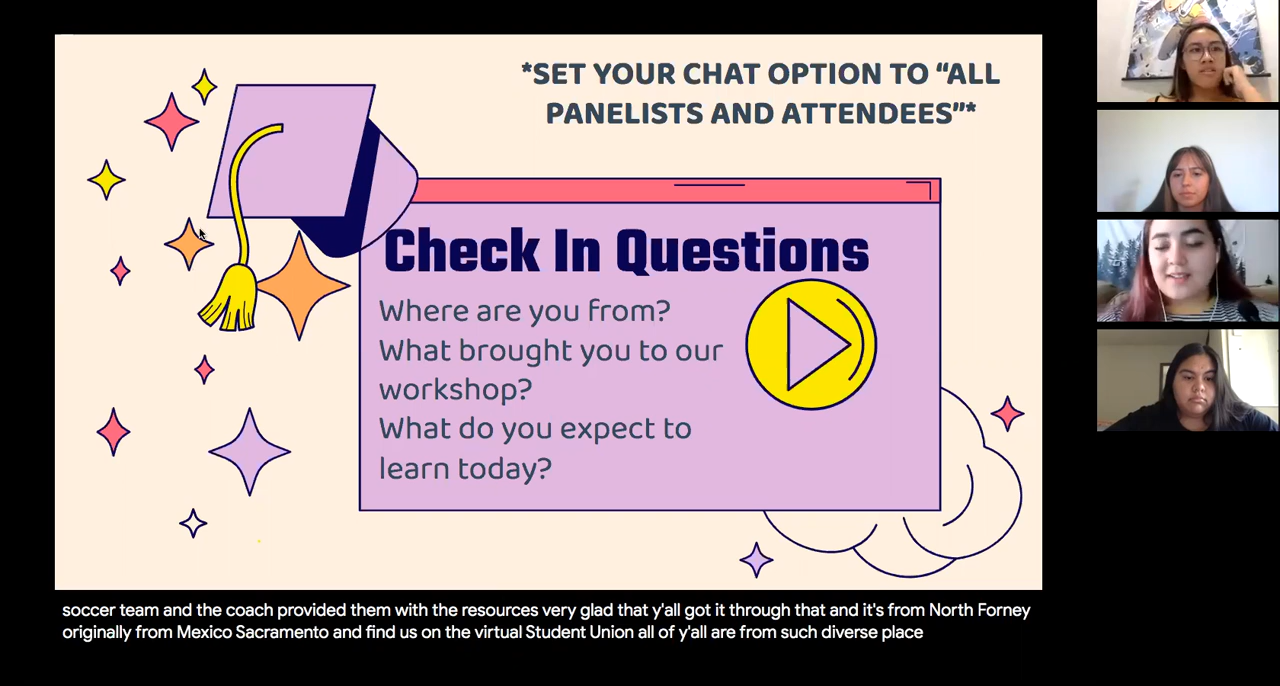 *SET YOUR CHAT OPTION TO “ALL
PANELISTS AND ATTENDEES”*
Check In Questions
Where are you from?
What brought you to our
workshop?
What do you expect to
learn today?
soccer team and the coach provided them with the resources very glad that y'all got it through that and it's from North Forney
originally from Mexico Sacramento and find us on the virtual Student Union all of y'all are from such diverse place